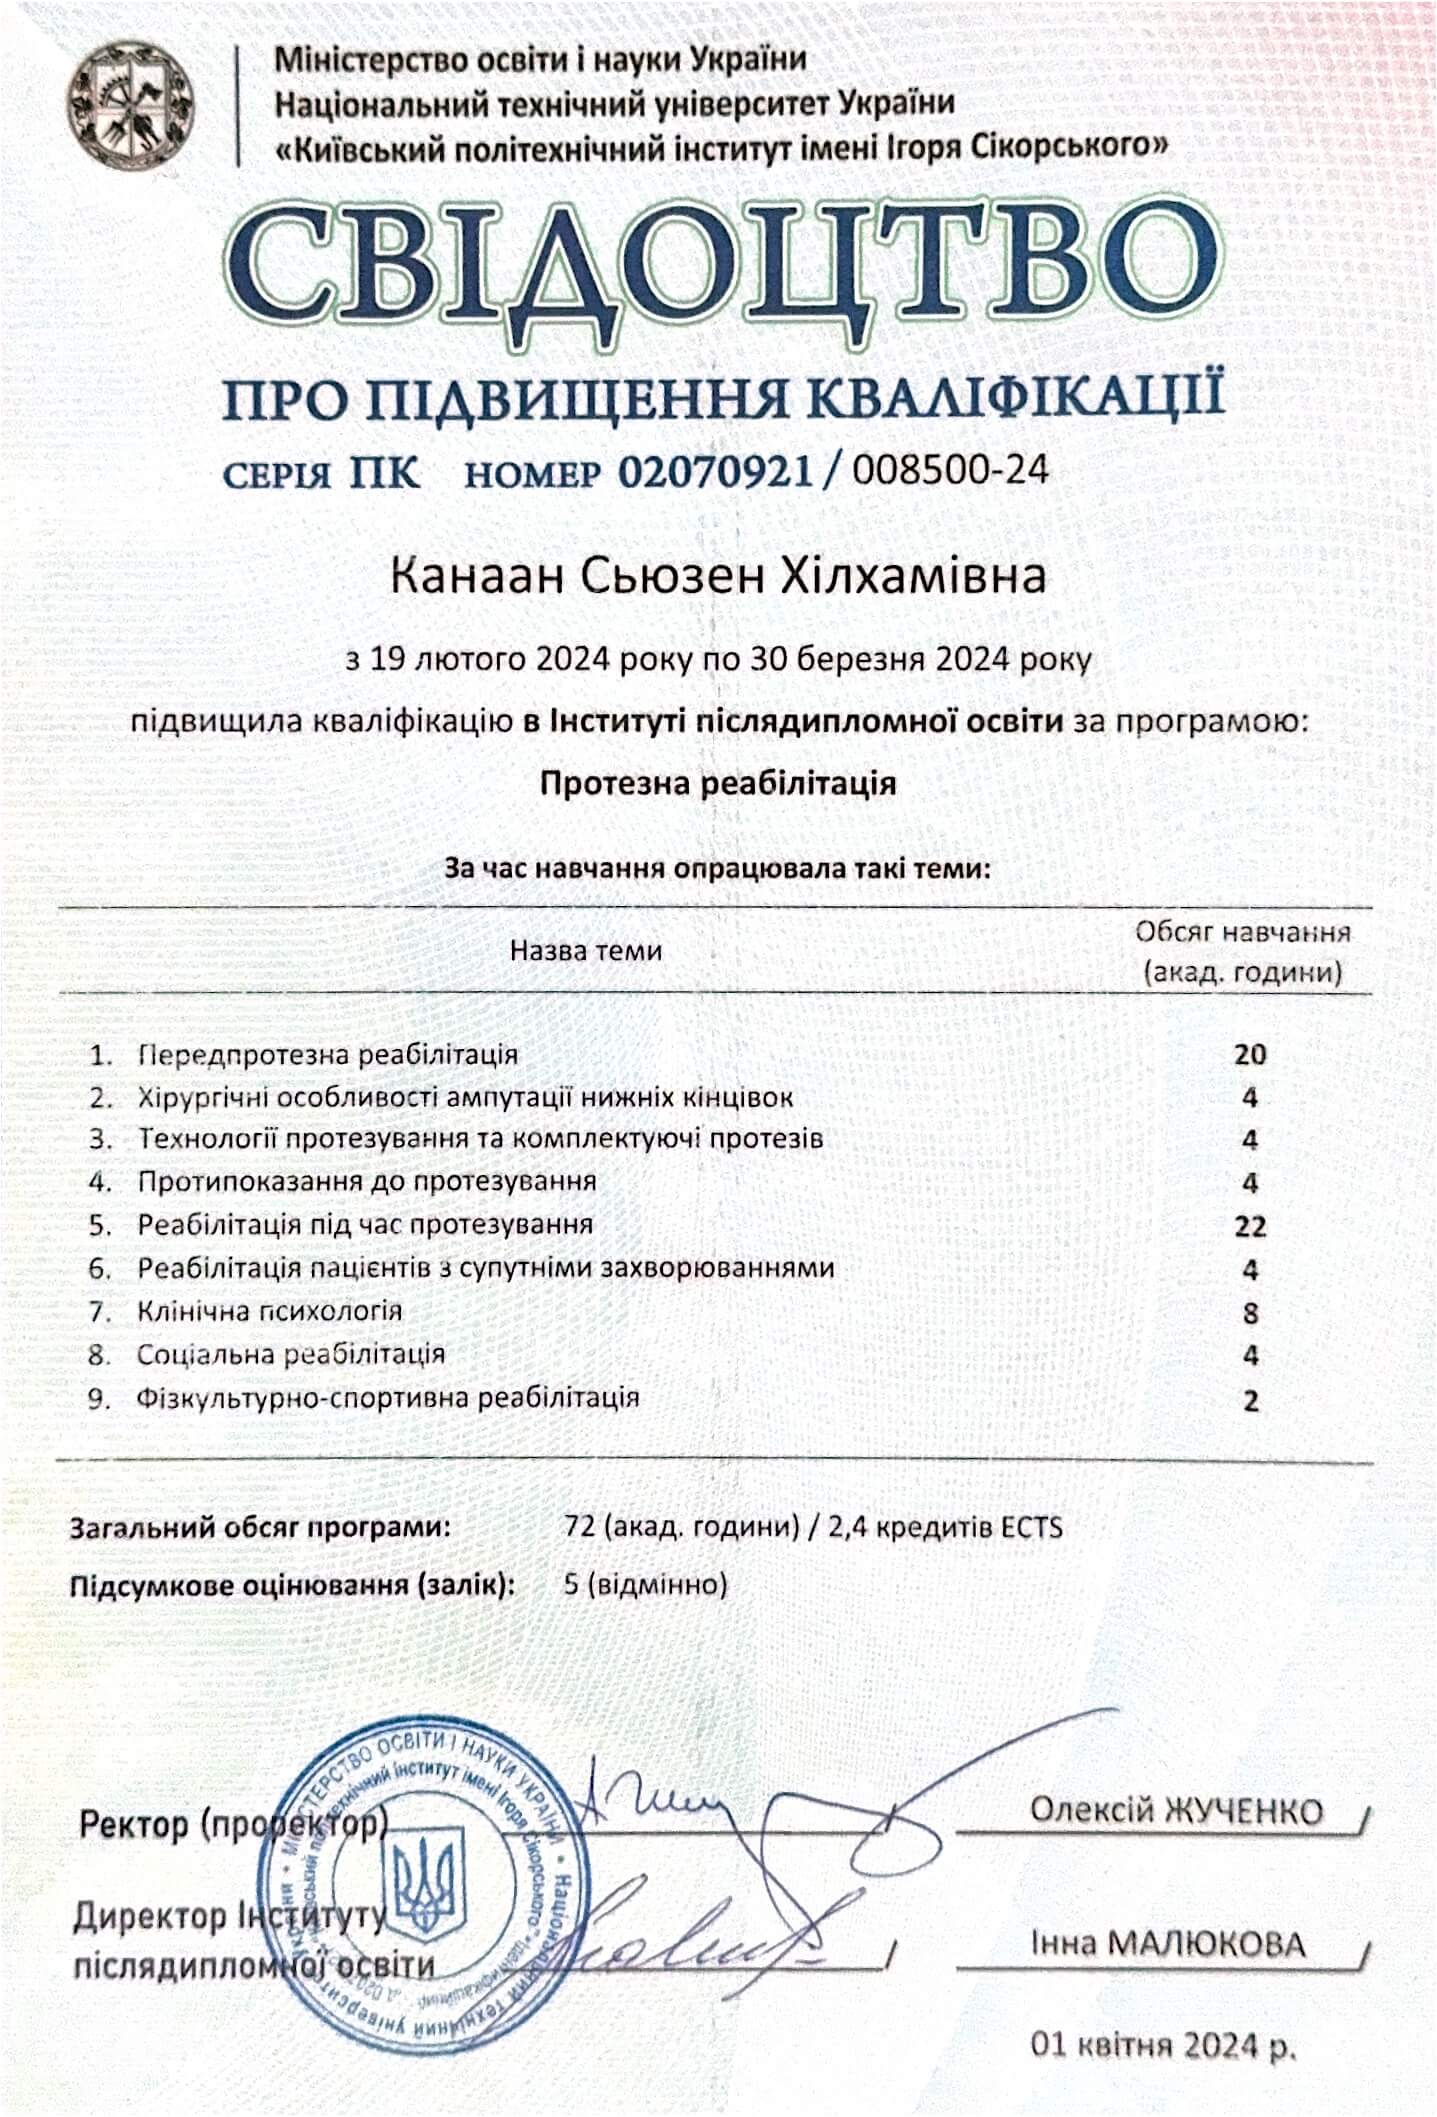 Міністерство освіти і науки України
Національний технічний університет України
«Київський політехнічний інститут імені Ігоря Сікорського»
СВІДОЦТВО
ПРО ПІДВИЩЕННЯ КВАЛІФІКАЦІЇ
СЕРІЯ ПК НОМЕР 02070921 / 008500-24
Канаан Сьюзен Хілхамівна
з 19 лютого 2024 року по 30 березня 2024 року
підвищила кваліфікацію в Інституті післядипломної освіти за програмою:
Протезна реабілітація
За час навчання опрацювала такі теми:
Назва теми
Обсяг навчання
(акад. години)
1. Передпротезна реабілітація 20
2. Хірургічні особливості ампутації нижніх кінцівок 4
3. Технології протезування та комплектуючі протезів 4
4. Протипоказання до протезування 4
5. Реабілітація під час протезування 22
6. Реабілітація пацієнтів з супутніми захворюваннями 4
7. Клінічна психологія 8
8. Соціальна реабілітація 4
9. Фізкультурно-спортивна реабілітація 2
Загальний обсяг програми: 72 (акад. години) / 2,4 кредитів ECTS
Підсумкове оцінювання (залік): 5 (відмінно)
Ректор (проректор) Олексій ЖУЧЕНКО /
Директор Інституту
післядипломної освіти / Інна МАЛЮКОВА /
01 квітня 2024 р.
МІНІСТЕРСТВО ОСВІТИ І НАУКИ УКРАЇНИ • Національний технічний університет України •
"Київський політехнічний інститут імені Ігоря Сікорського"